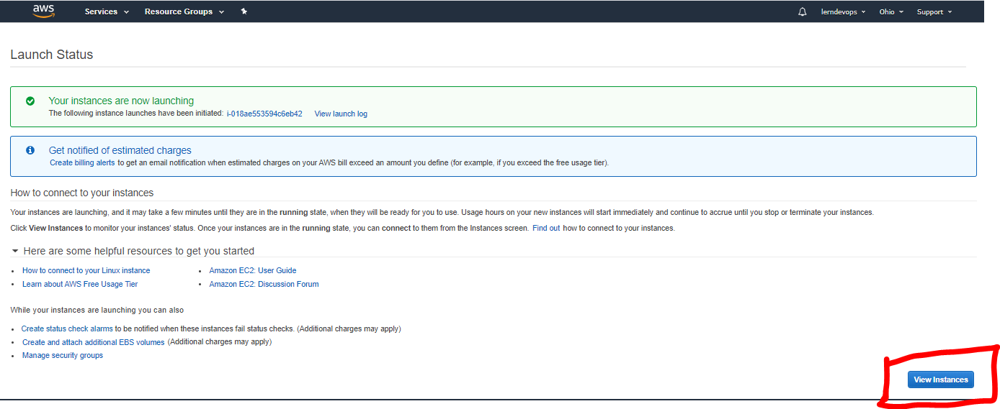 aws Services Resource Groups lerndevops Ohio Support
Launch Status
Your instances are now launching
The following instance launches have been initiated: i-018ae553594c6eb42 View launch log
Get notified of estimated charges
Create billing alerts to get an email notification when estimated charges on your AWS bill exceed an amount you define (for example, if you exceed the free usage tier).
How to connect to your instances
Your instances are launching, and it may take a few minutes until they are in the running state, when they will be ready for you to use. Usage hours on your new instances will start immediately and continue to accrue until you stop or terminate your instances.
Click View Instances to monitor your instances' status. Once your instances are in the running state, you can connect to them from the Instances screen. Find out how to connect to your instances.
Here are some helpful resources to get you started
How to connect to your Linux instance Amazon EC2: User Guide
Learn about AWS Free Usage Tier Amazon EC2: Discussion Forum
While your instances are launching you can also
Create status check alarms to be notified when these instances fail status checks. (Additional charges may apply)
Create and attach additional EBS volumes (Additional charges may apply)
Manage security groups
View Instances